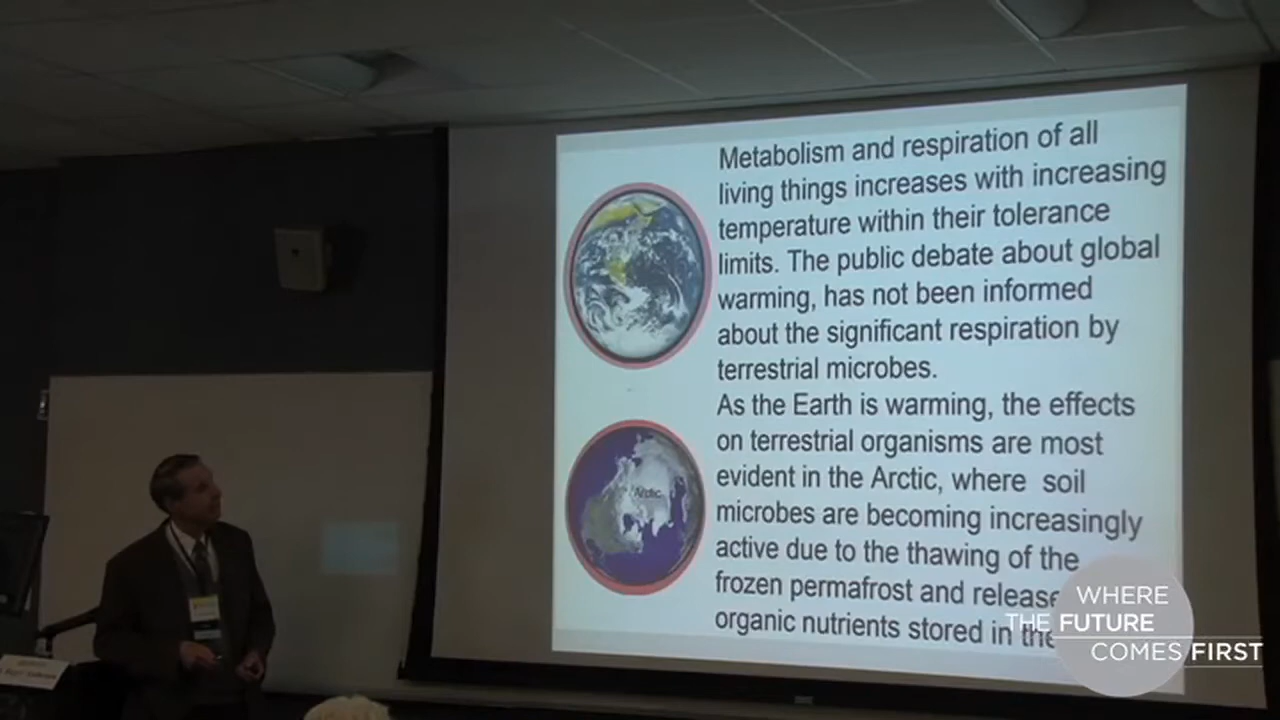 Metabolism and respiration of all
living things increases with increasing
temperature within their tolerance
limits. The public debate about global
warming, has not been informed
about the significant respiration by
terrestrial microbes.
As the Earth is warming, the effects
on terrestrial organisms are most
evident in the Arctic, where soil
microbes are becoming increasingly
active due to the thawing of the
frozen permafrost and release
organic nutrients stored in the
Arctic
WHERE
THE FUTURE
COMES FIRST